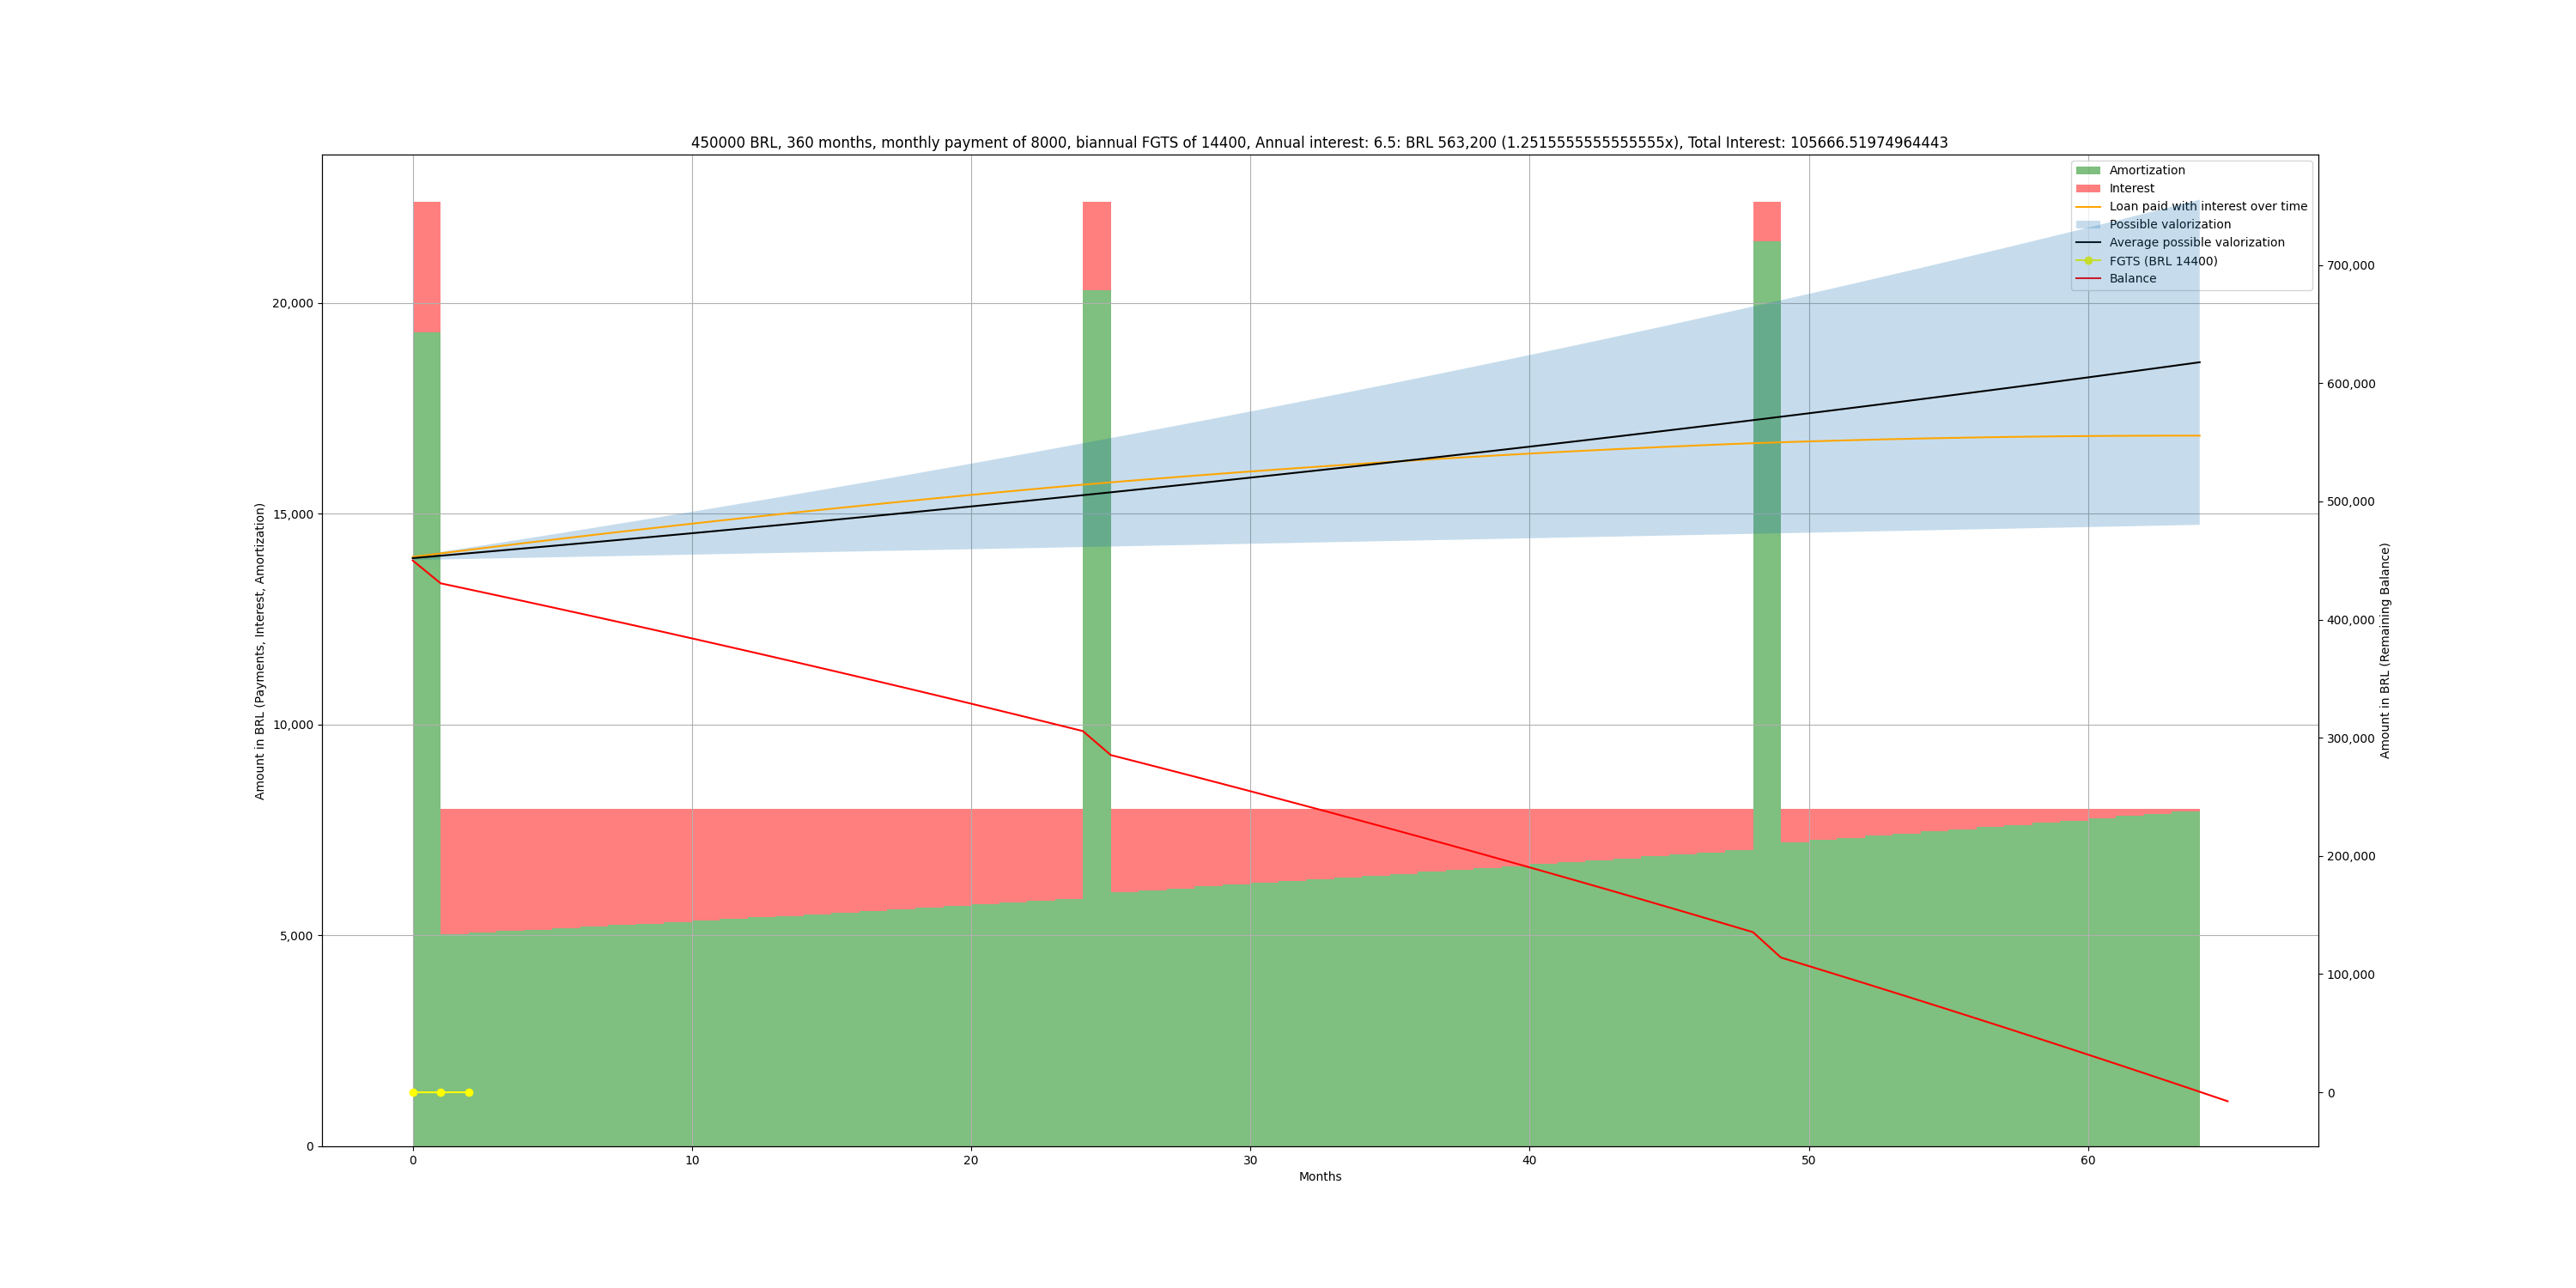 450000 BRL, 360 months, monthly payment of 8000, biannual FGTS of 14400, Annual interest: 6.5: BRL 563,200 (1.2515555555555555x), Total Interest: 105666.51974964443
Amortization
Interest
Loan paid with interest over time
Possible valorization
Average possible valorization
FGTS (BRL 14400)
Balance
Amount in BRL (Payments, Interest, Amortization)
20,000
15,000
10,000
5,000
0
700,000
600,000
500,000
400,000
300,000
200,000
100,000
0
Amount in BRL (Remaining Balance)
0 10 20 30 40 50 60
Months